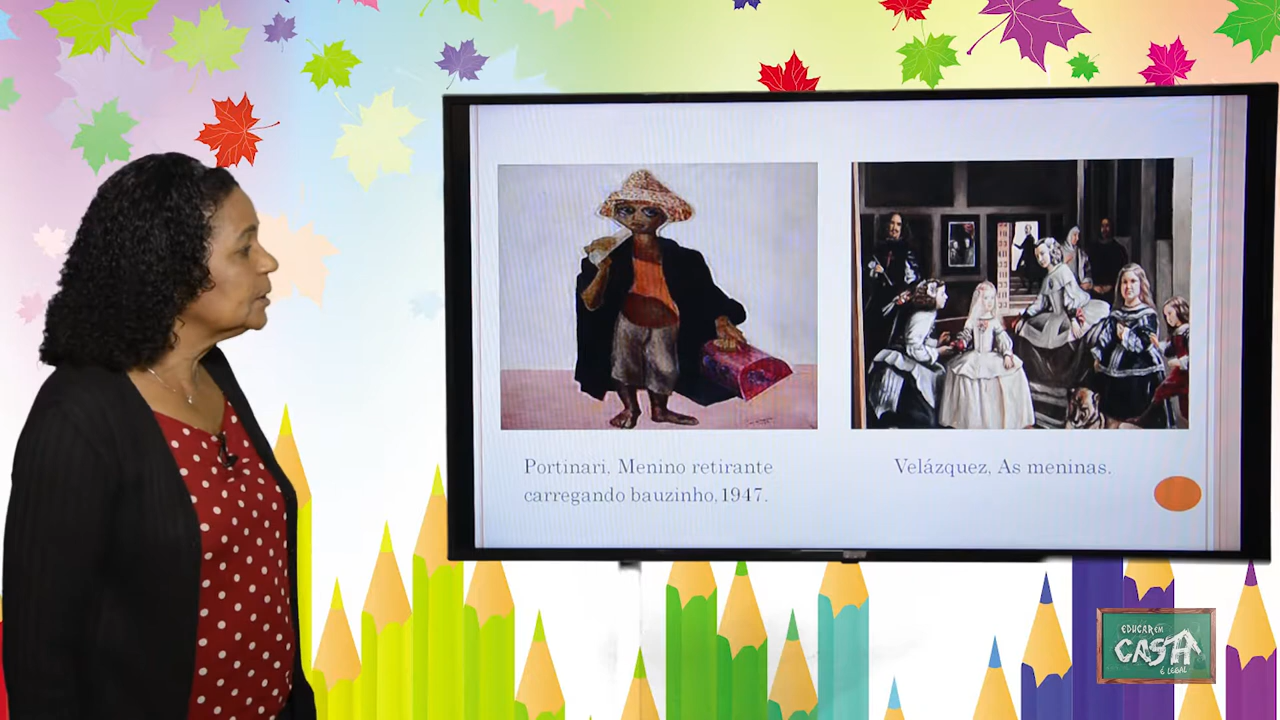 Portinari, Menino retirante
carregando bauzinho, 1947.
Velázquez, As meninas.
EDUCAR EM
CASA
É LEGAL